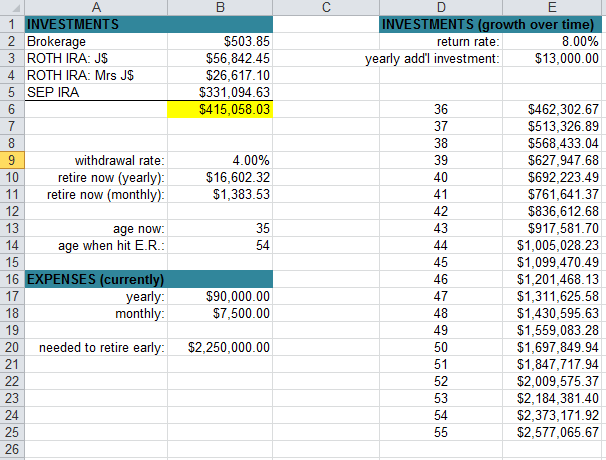 A B C D E
1 INVESTMENTS INVESTMENTS (growth over time)
2 Brokerage $503.85 return rate: 8.00%
3 ROTH IRA: J$ $56,842.45 yearly add'l investment: $13,000.00
4 ROTH IRA: Mrs J$ $26,617.10
5 SEP IRA $331,094.63
6 $415,058.03 36 $462,302.67
7 37 $513,326.89
8 38 $568,433.04
9 withdrawal rate: 4.00% 39 $627,947.68
10 retire now (yearly): $16,602.32 40 $692,223.49
11 retire now (monthly): $1,383.53 41 $761,641.37
12 42 $836,612.68
13 age now: 35 43 $917,581.70
14 age when hit E.R.: 54 44 $1,005,028.23
15 45 $1,099,470.49
16 EXPENSES (currently) 46 $1,201,468.13
17 yearly: $90,000.00 47 $1,311,625.58
18 monthly: $7,500.00 48 $1,430,595.63
19 49 $1,559,083.28
20 needed to retire early: $2,250,000.00 50 $1,697,849.94
21 51 $1,847,717.94
22 52 $2,009,575.37
23 53 $2,184,381.40
24 54 $2,373,171.92
25 55 $2,577,065.67
26